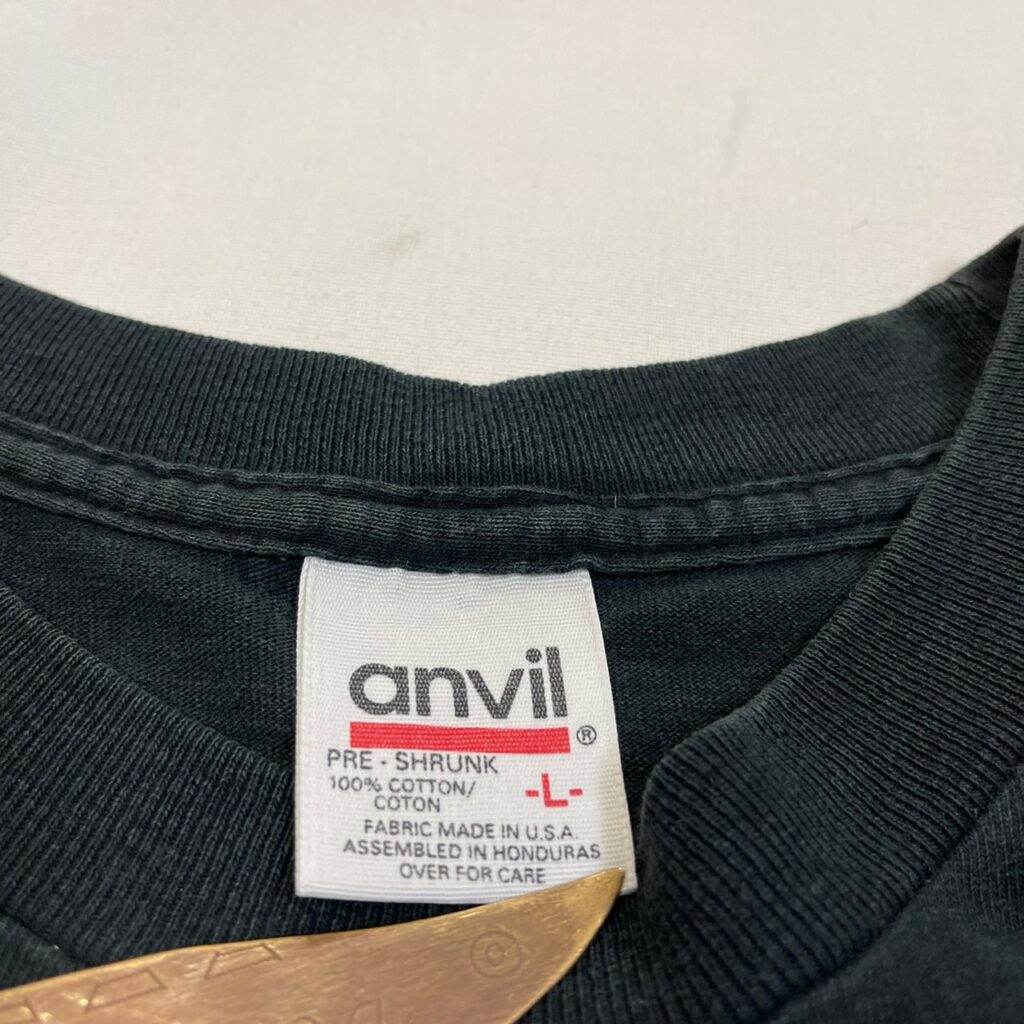 anvil
®
PRE - SHRUNK
100% COTTON/
COTON
-L-
FABRIC MADE IN U.S.A.
ASSEMBLED IN HONDURAS
OVER FOR CARE